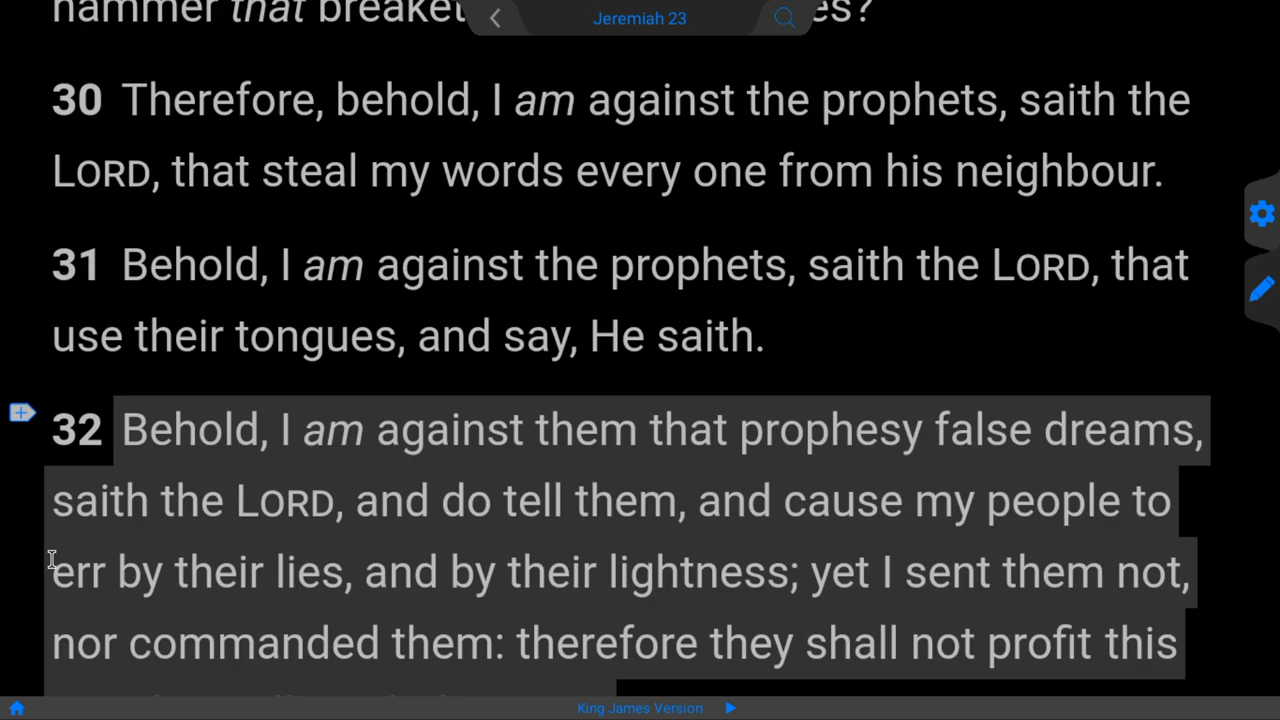 hammer that
Jeremiah 23
30 Therefore, behold, I am against the prophets, saith the
LORD, that steal my words every one from his neighbour.
31 Behold, I am against the prophets, saith the LORD, that
use their tongues, and say, He saith.
32 Behold, I am against them that prophesy false dreams,
saith the LORD, and do tell them, and cause my people to
err by their lies, and by their lightness; yet I sent them not,
nor commanded them: therefore they shall not profit this
King James Version